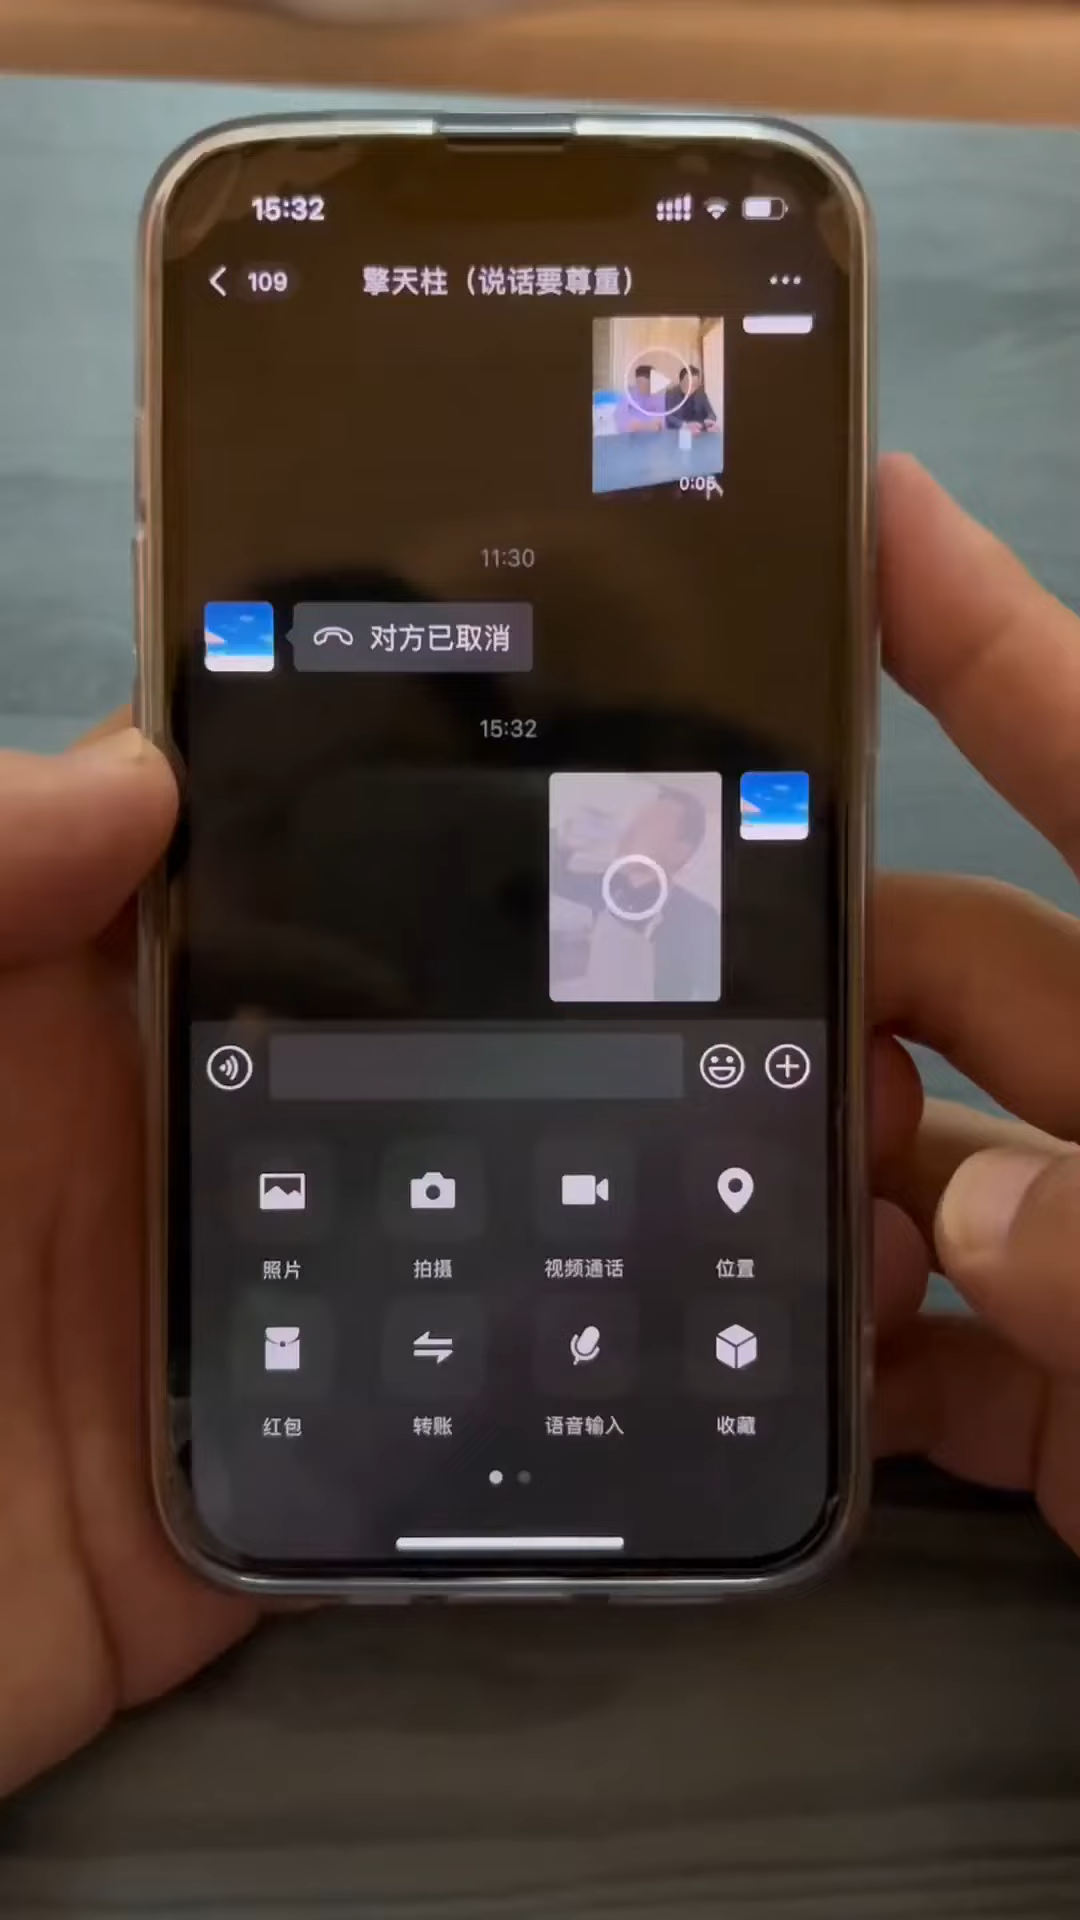 15:32
109 擎天柱（说话要尊重）
11:30
对方已取消
15:32
照片 拍摄 视频通话 位置
红包 转账 语音输入 收藏